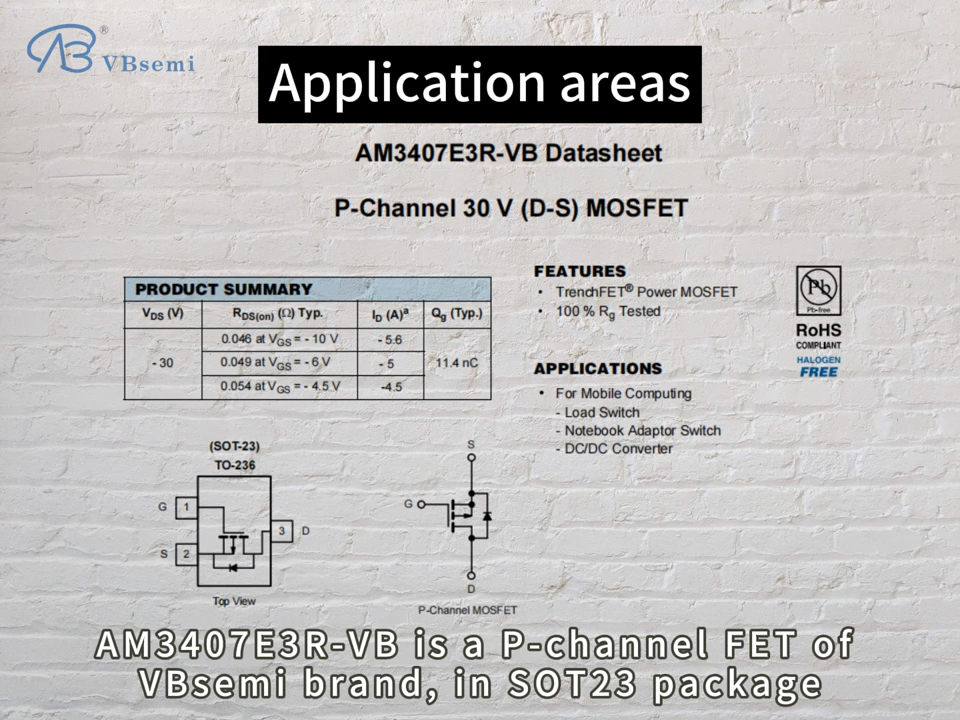 VBsemi
®
Application areas
AM3407E3R-VB Datasheet
P-Channel 30 V (D-S) MOSFET
PRODUCT SUMMARY
VDS (V) RDS(on) (Ω) Typ. ID (A)a Qg (Typ.)
- 30 0.046 at VGS = - 10 V - 5.6 11.4 nC
0.049 at VGS = - 6 V - 5
0.054 at VGS = - 4.5 V -4.5
FEATURES
• TrenchFET® Power MOSFET
• 100 % Rg Tested
Pb
Pb-free
RoHS
COMPLIANT
HALOGEN
FREE
APPLICATIONS
• For Mobile Computing
- Load Switch
- Notebook Adaptor Switch
- DC/DC Converter
(SOT-23)
TO-236
G 1
S 2
3 D
Top View
S
G
D
P-Channel MOSFET
AM3407E3R-VB is a P-channel FET of
VBsemi brand, in SOT23 package